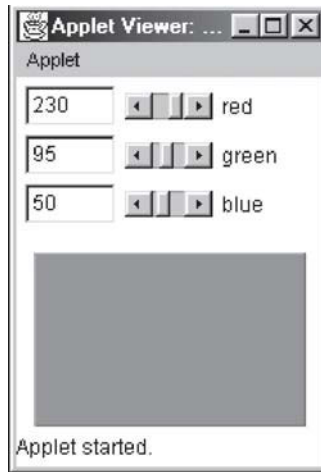 Applet Viewer: ...
Applet
230 red
95 green
50 blue
Applet started.